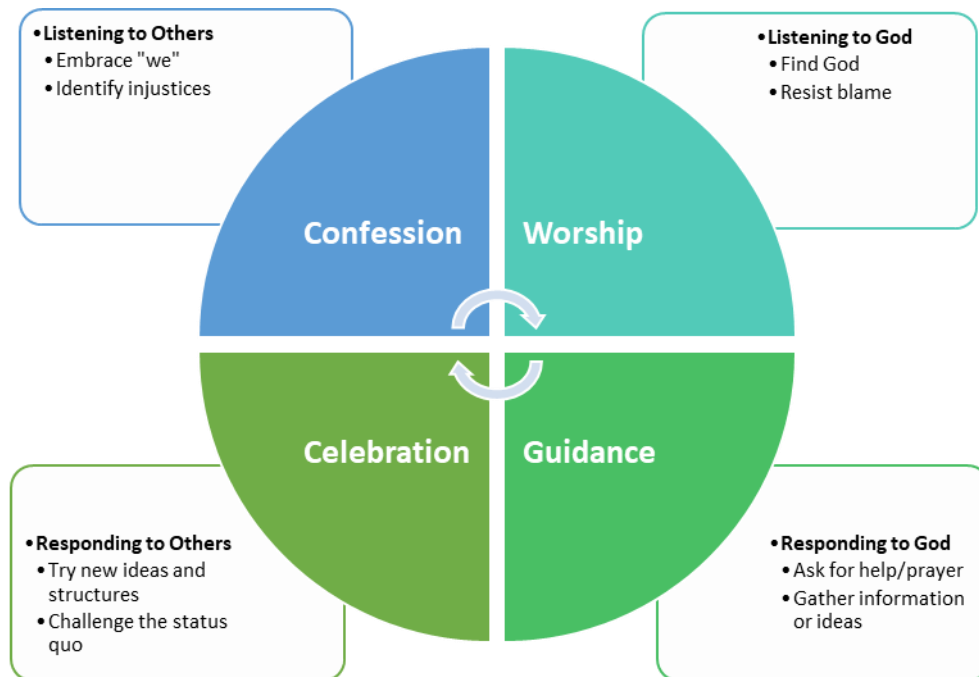 •Listening to Others
•Embrace "we"
•Identify injustices
•Listening to God
•Find God
•Resist blame
Confession
Worship
Celebration
Guidance
•Responding to Others
•Try new ideas and
structures
•Challenge the status
quo
•Responding to God
•Ask for help/prayer
•Gather information
or ideas